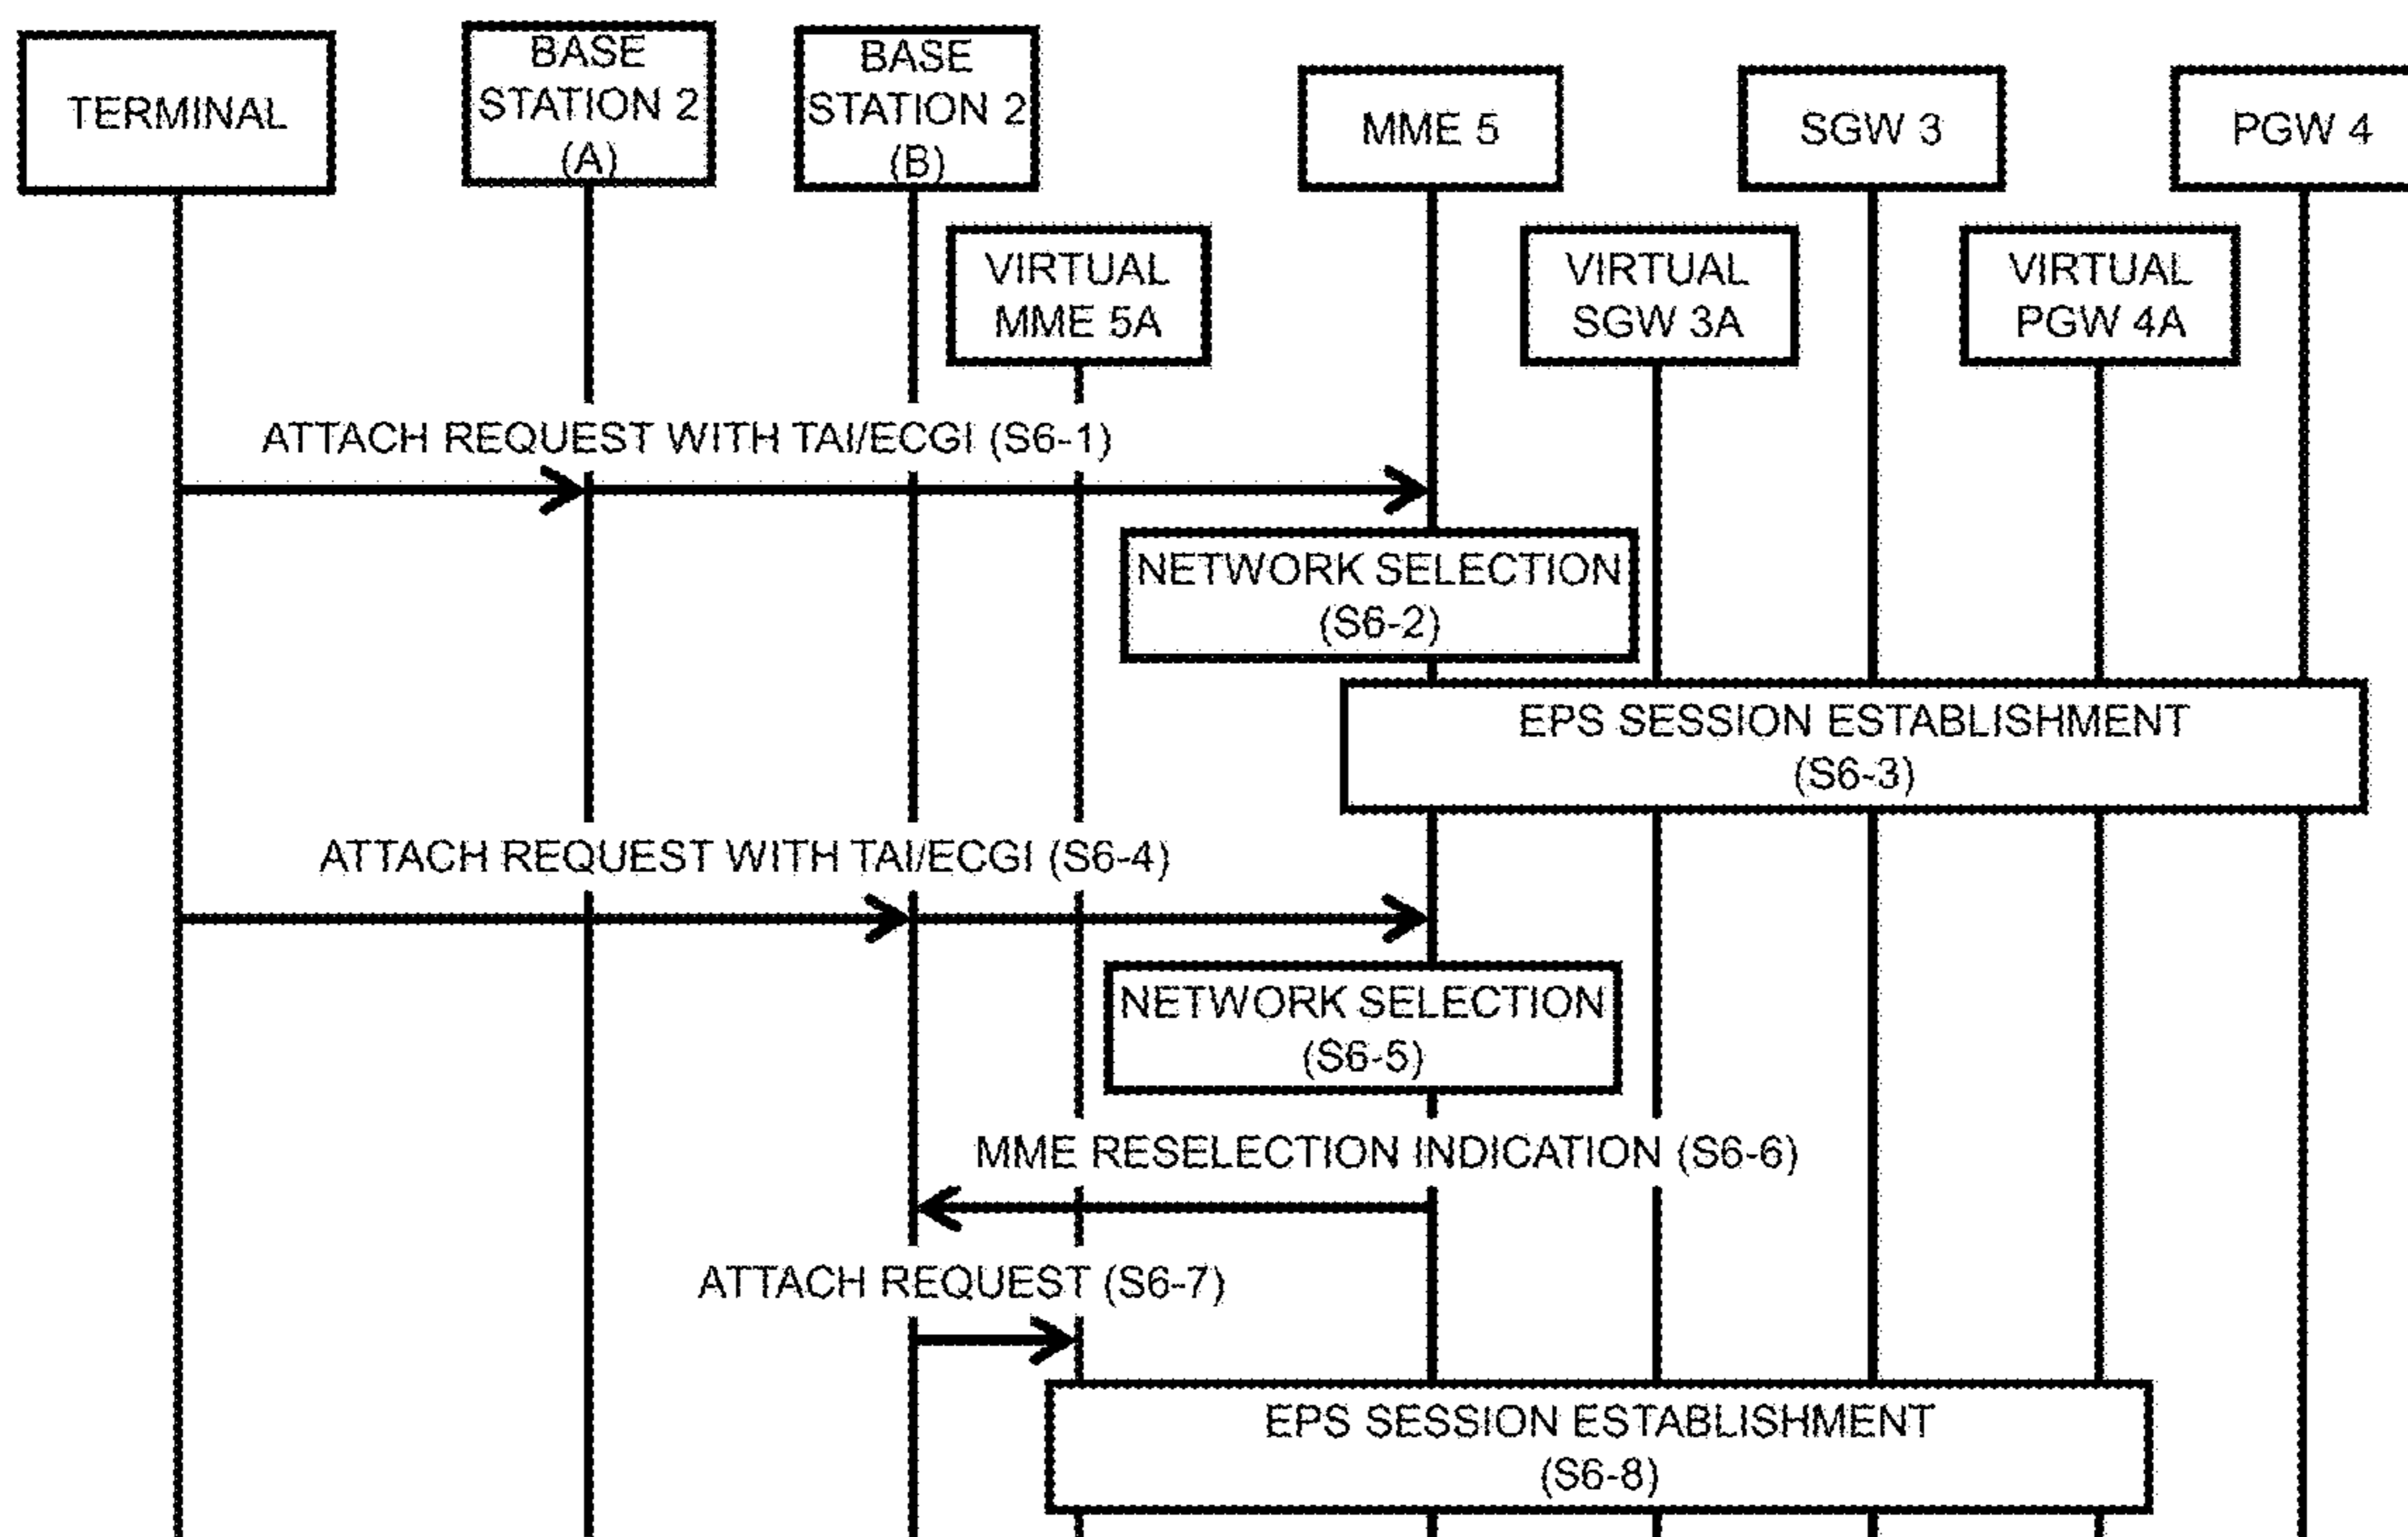 TERMINAL
BASE
STATION 2
(A)
BASE
STATION 2
(B)
MME 5
SGW 3
PGW 4
VIRTUAL
MME 5A
VIRTUAL
SGW 3A
VIRTUAL
PGW 4A
ATTACH REQUEST WITH TAI/ECGI (S6-1)
NETWORK SELECTION
(S6-2)
EPS SESSION ESTABLISHMENT
(S6-3)
ATTACH REQUEST WITH TAI/ECGI (S6-4)
NETWORK SELECTION
(S6-5)
MME RESELECTION INDICATION (S6-6)
ATTACH REQUEST (S6-7)
EPS SESSION ESTABLISHMENT
(S6-8)